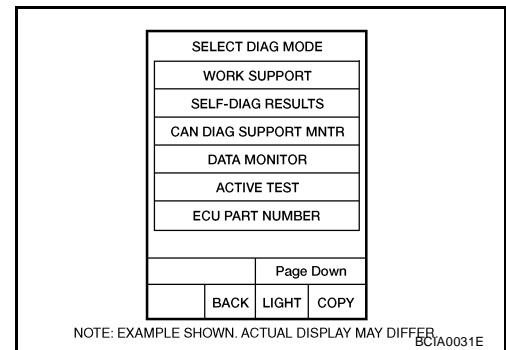 SELECT DIAG MODE
WORK SUPPORT
SELF-DIAG RESULTS
CAN DIAG SUPPORT MNTR
DATA MONITOR
ACTIVE TEST
ECU PART NUMBER
Page Down
BACK LIGHT COPY
NOTE: EXAMPLE SHOWN. ACTUAL DISPLAY MAY DIFFER.
BCIA0031E